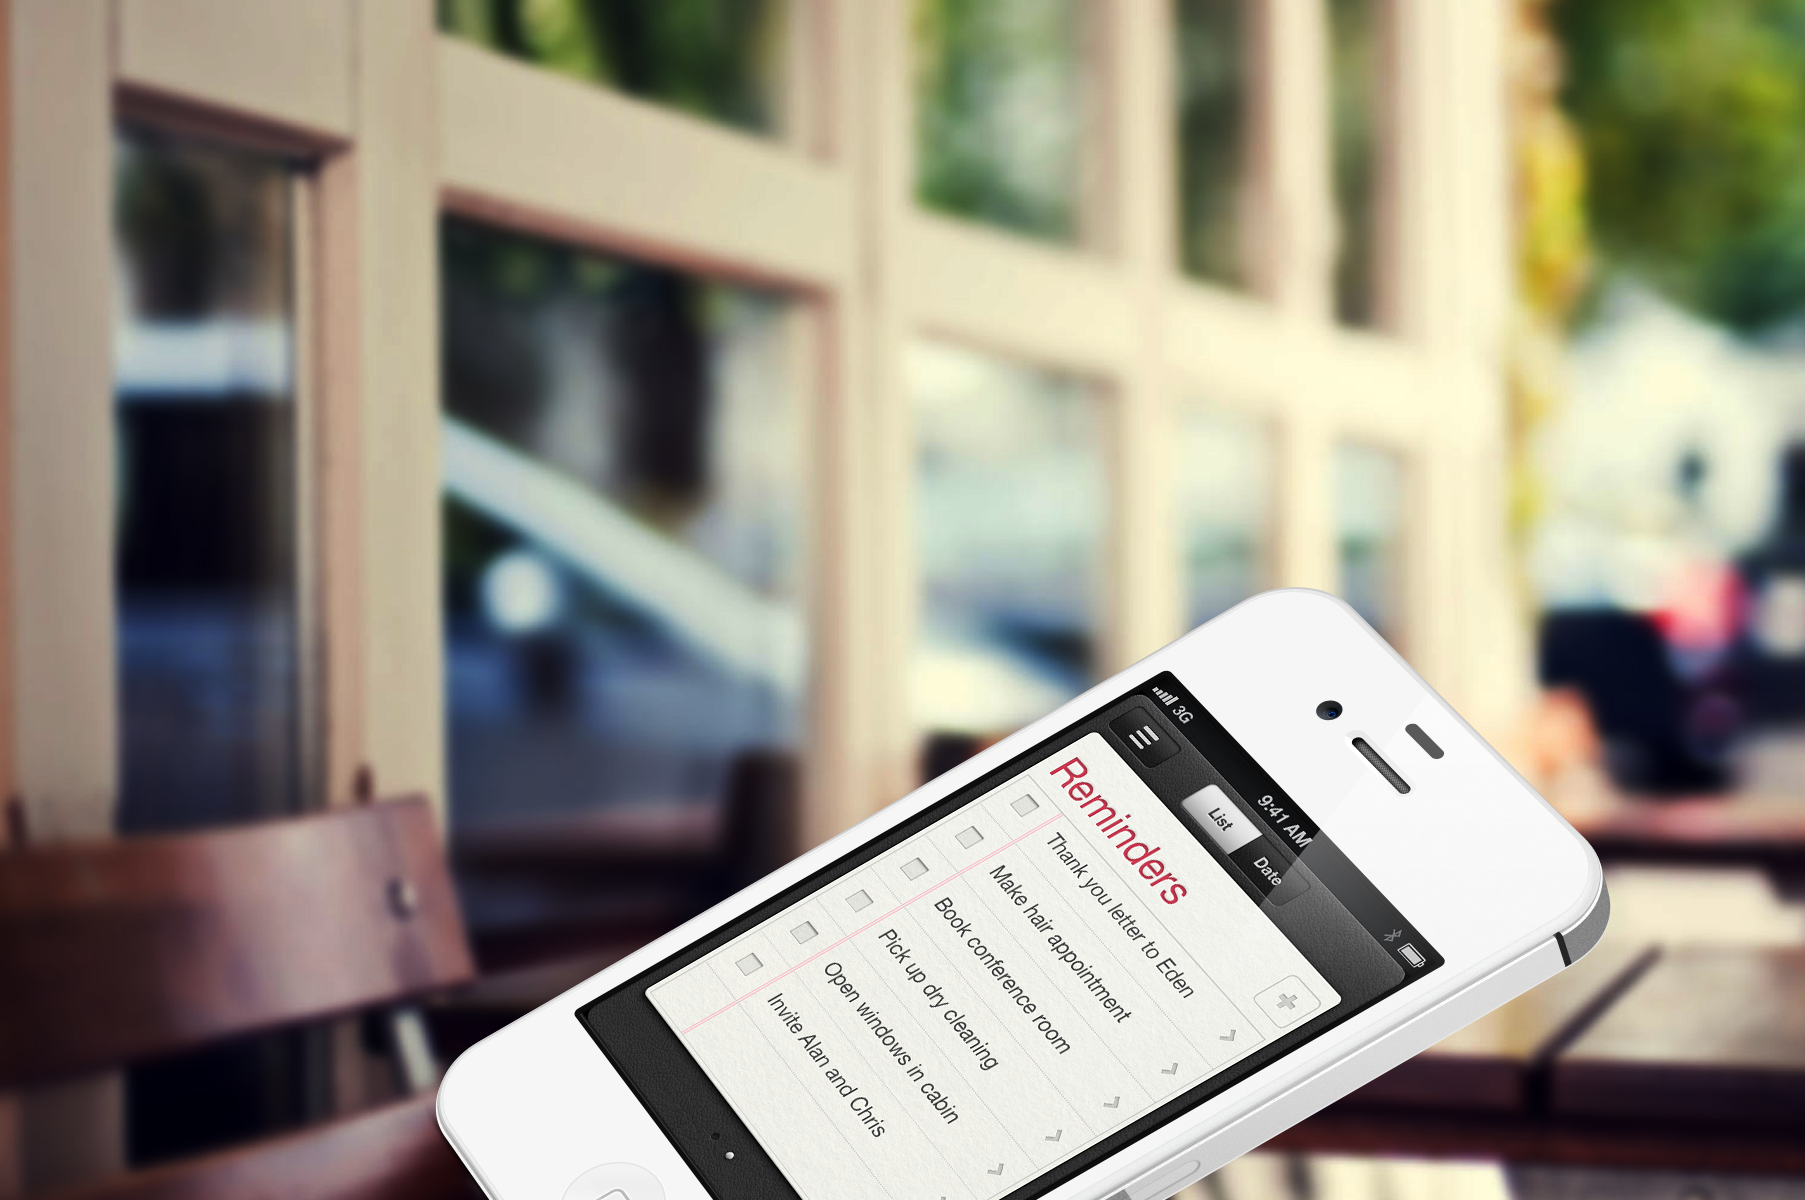 3G 9:41 AM
List Date
Reminders
Thank you letter to Eden
Make hair appointment
Book conference room
Pick up dry cleaning
Open windows in cabin
Invite Alan and Chris